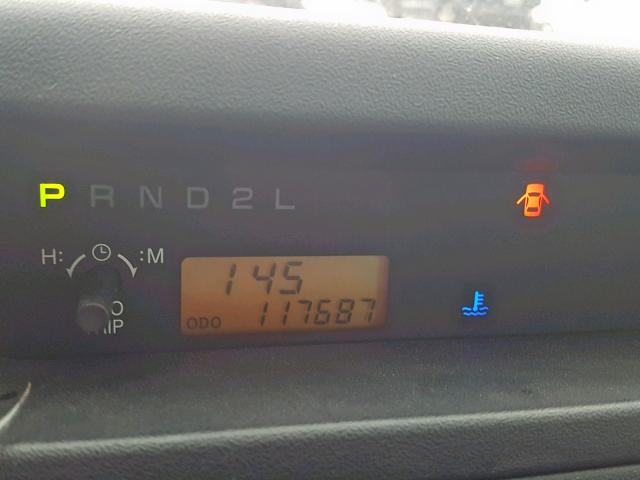 P R N D 2 L
H: :M
145
ODO 117687